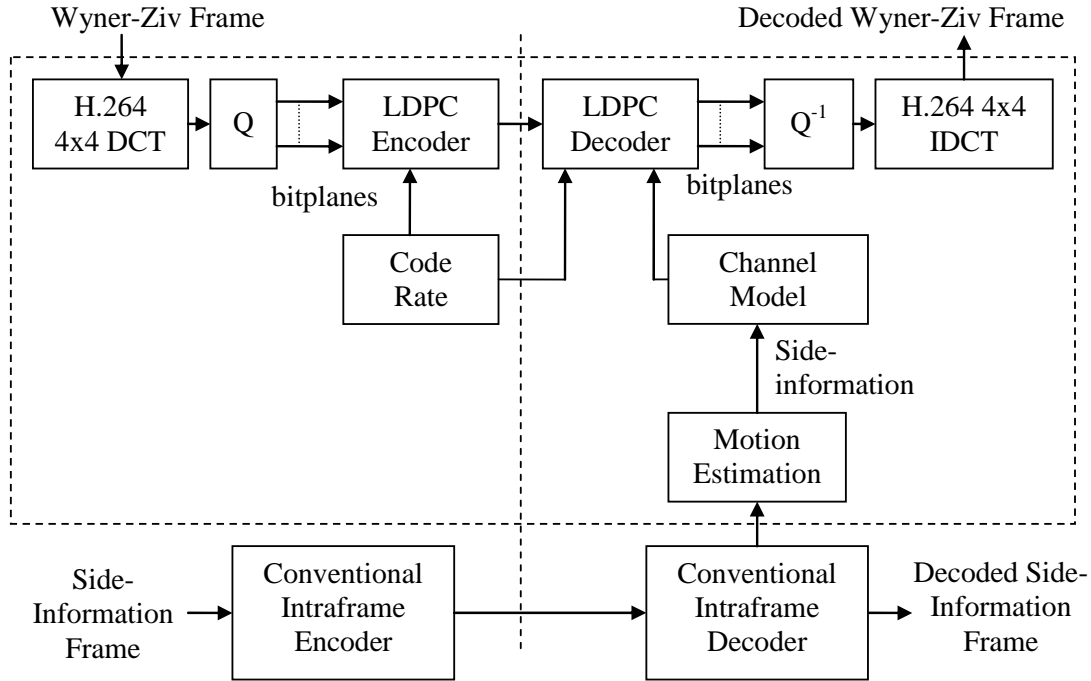 Wyner-Ziv Frame
Decoded Wyner-Ziv Frame
H.264
4x4 DCT
Q
LDPC
Encoder
LDPC
Decoder
Q-1
H.264 4x4
IDCT
bitplanes
bitplanes
Code
Rate
Channel
Model
Side-
information
Motion
Estimation
Side-
Information
Frame
Conventional
Intraframe
Encoder
Conventional
Intraframe
Decoder
Decoded Side-
Information
Frame